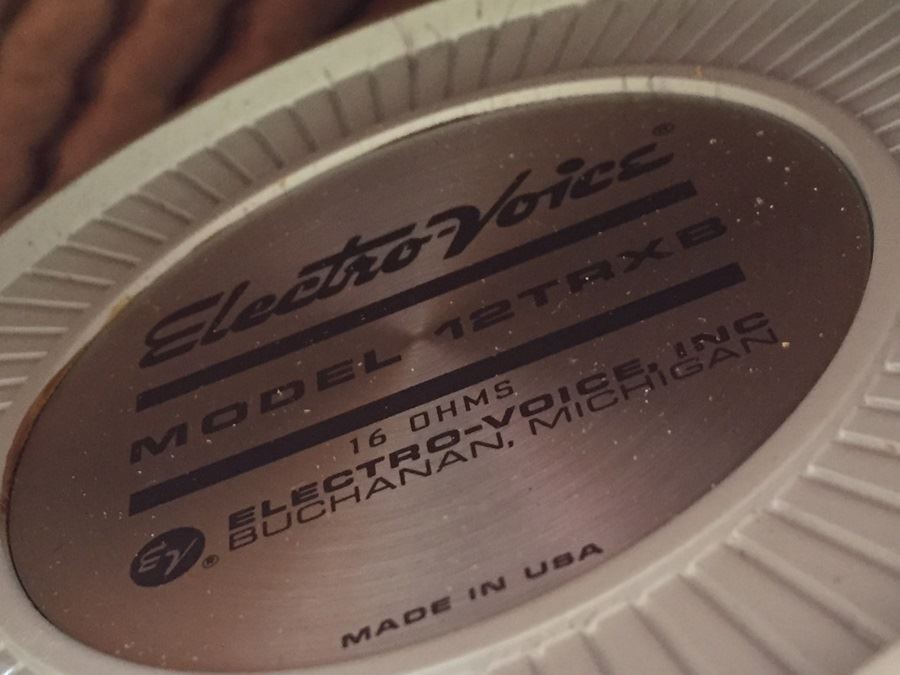 Electro-Voice®
MODEL 12TRXB
16 OHMS
ELECTRO-VOICE, INC
BUCHANAN, MICHIGAN
EV®
MADE IN USA